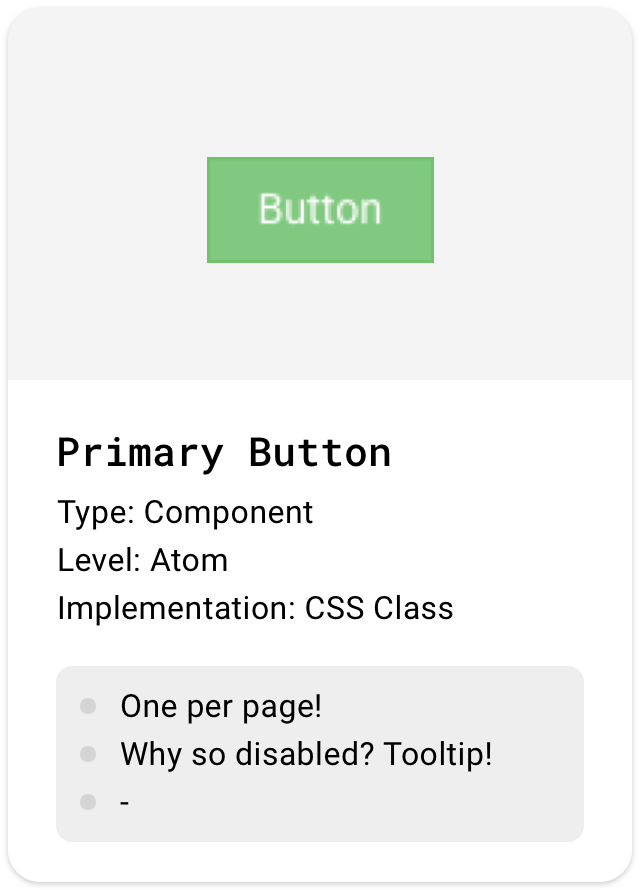 Button
Primary Button
Type: Component
Level: Atom
Implementation: CSS Class
One per page!
Why so disabled? Tooltip!
-